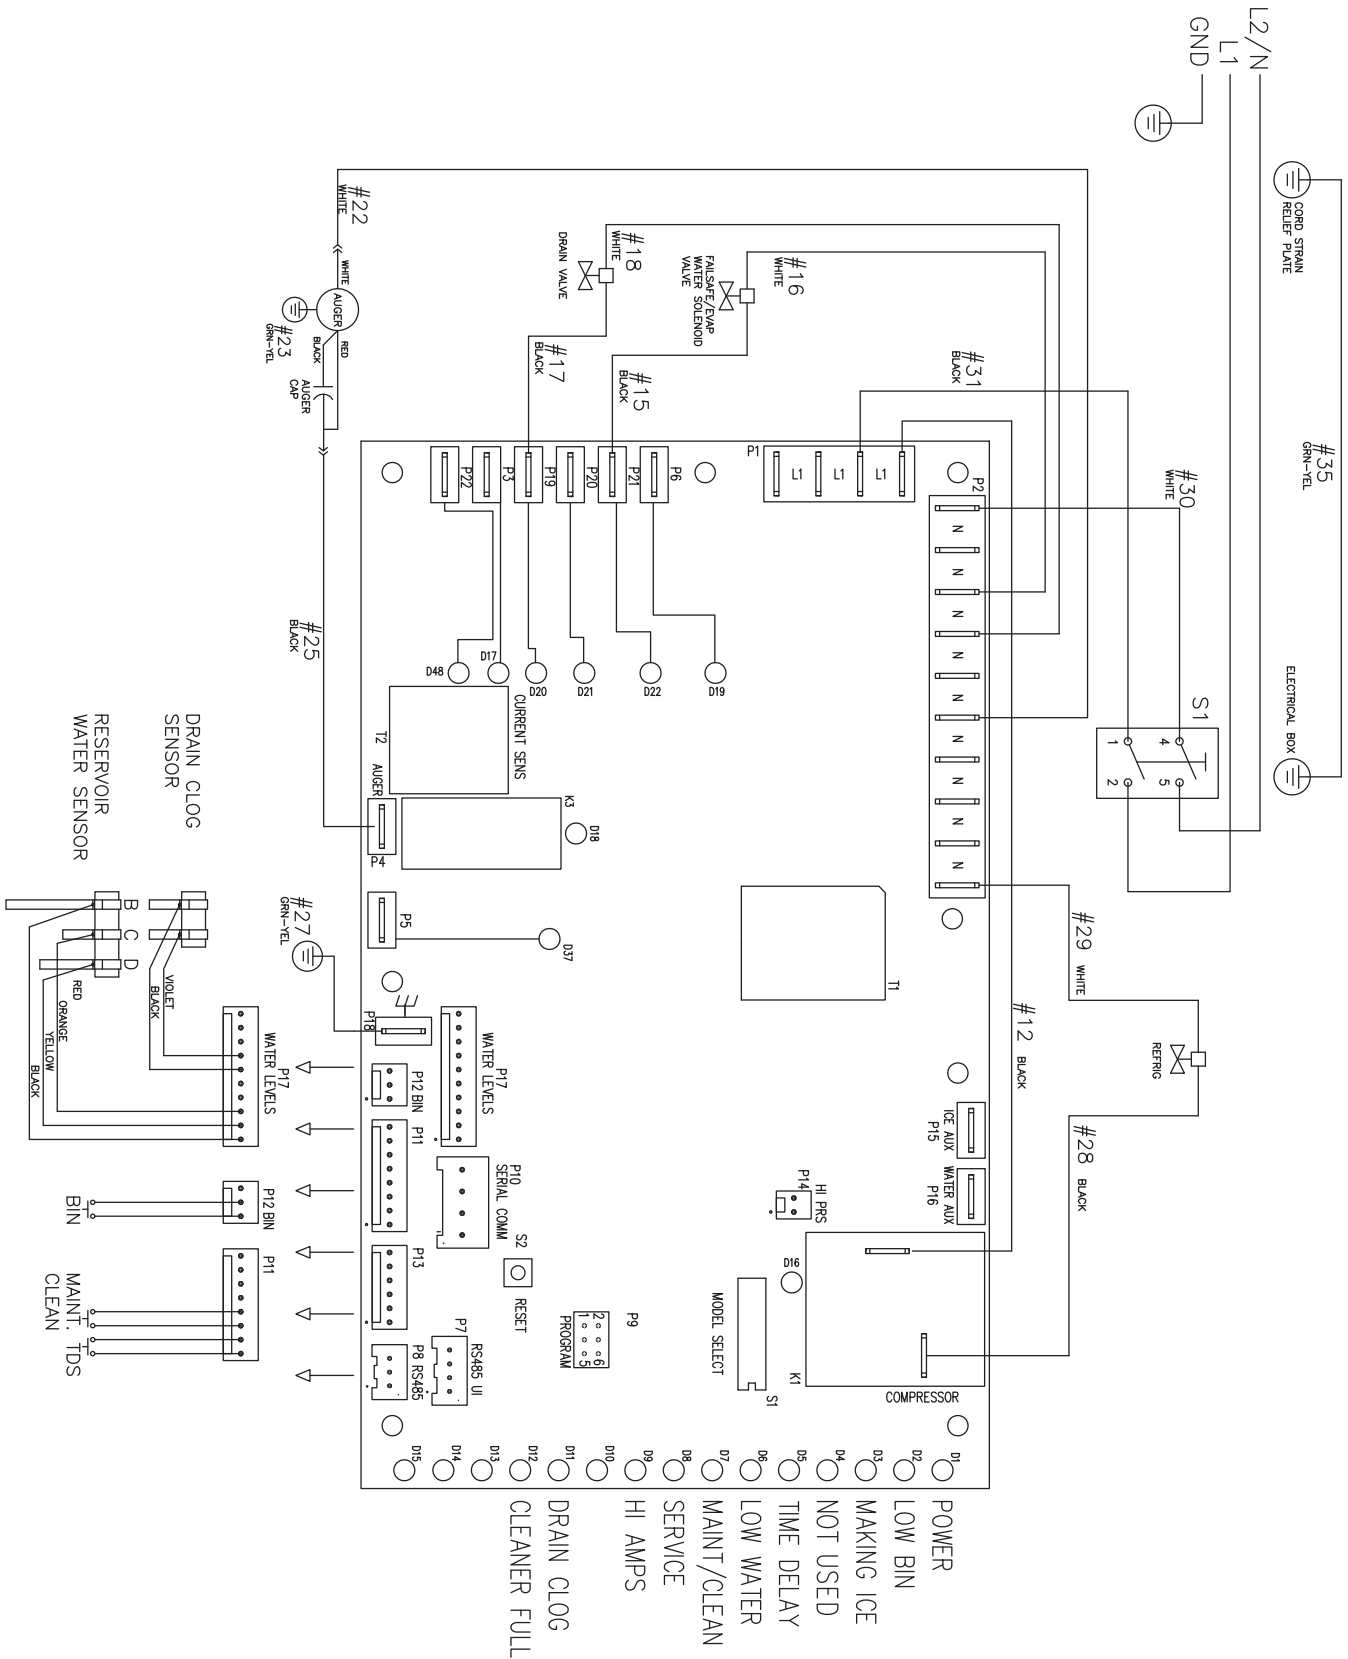 L2/N
L1
GND
CORD STRAIN
RELIEF PLATE
#35
GRN-YEL
ELECTRICAL BOX
#30
WHITE
S1
1
4
2
5
#31
BLACK
#16
WHITE
FAILSAFE/EVAP
WATER SOLENOID
VALVE
#18
WHITE
DRAIN VALVE
#22
WHITE
WHITE
AUGER
#23
GRN-YEL
RED
BLACK
AUGER
CAP
#17
BLACK
#15
BLACK
#25
BLACK
P1
L1
L1
L1
P2
N
N
N
N
N
N
N
N
N
P22
P3
P19
P20
P21
P6
D48
D17
D20
D21
D22
D19
CURRENT SENS
T2
AUGER
P4
K3
D18
P5
D37
T1
#29
WHITE
#12
BLACK
REFRIG
#28
BLACK
#27
GRN-YEL
P18
P17
WATER LEVELS
P12 BIN
P11
P10
SERIAL COMM
S2
RESET
P13
P7
RS485 UI
P8 RS485
P9
PROGRAM
2
6
1
5
ICE AUX
P15
WATER AUX
P16
P14
HI PRS
D16
MODEL SELECT
S1
K1
COMPRESSOR
DRAIN CLOG
SENSOR
RESERVOIR
WATER SENSOR
B
C
D
VIOLET
BLACK
RED
ORANGE
YELLOW
BLACK
P17
WATER LEVELS
P12 BIN
BIN
P11
MAINT.
CLEAN
TDS
D1
POWER
D2
LOW BIN
D3
MAKING ICE
D4
NOT USED
D5
TIME DELAY
D6
LOW WATER
D7
MAINT/CLEAN
D8
SERVICE
D9
HI AMPS
D10
D11
DRAIN CLOG
D12
CLEANER FULL
D13
D14
D15